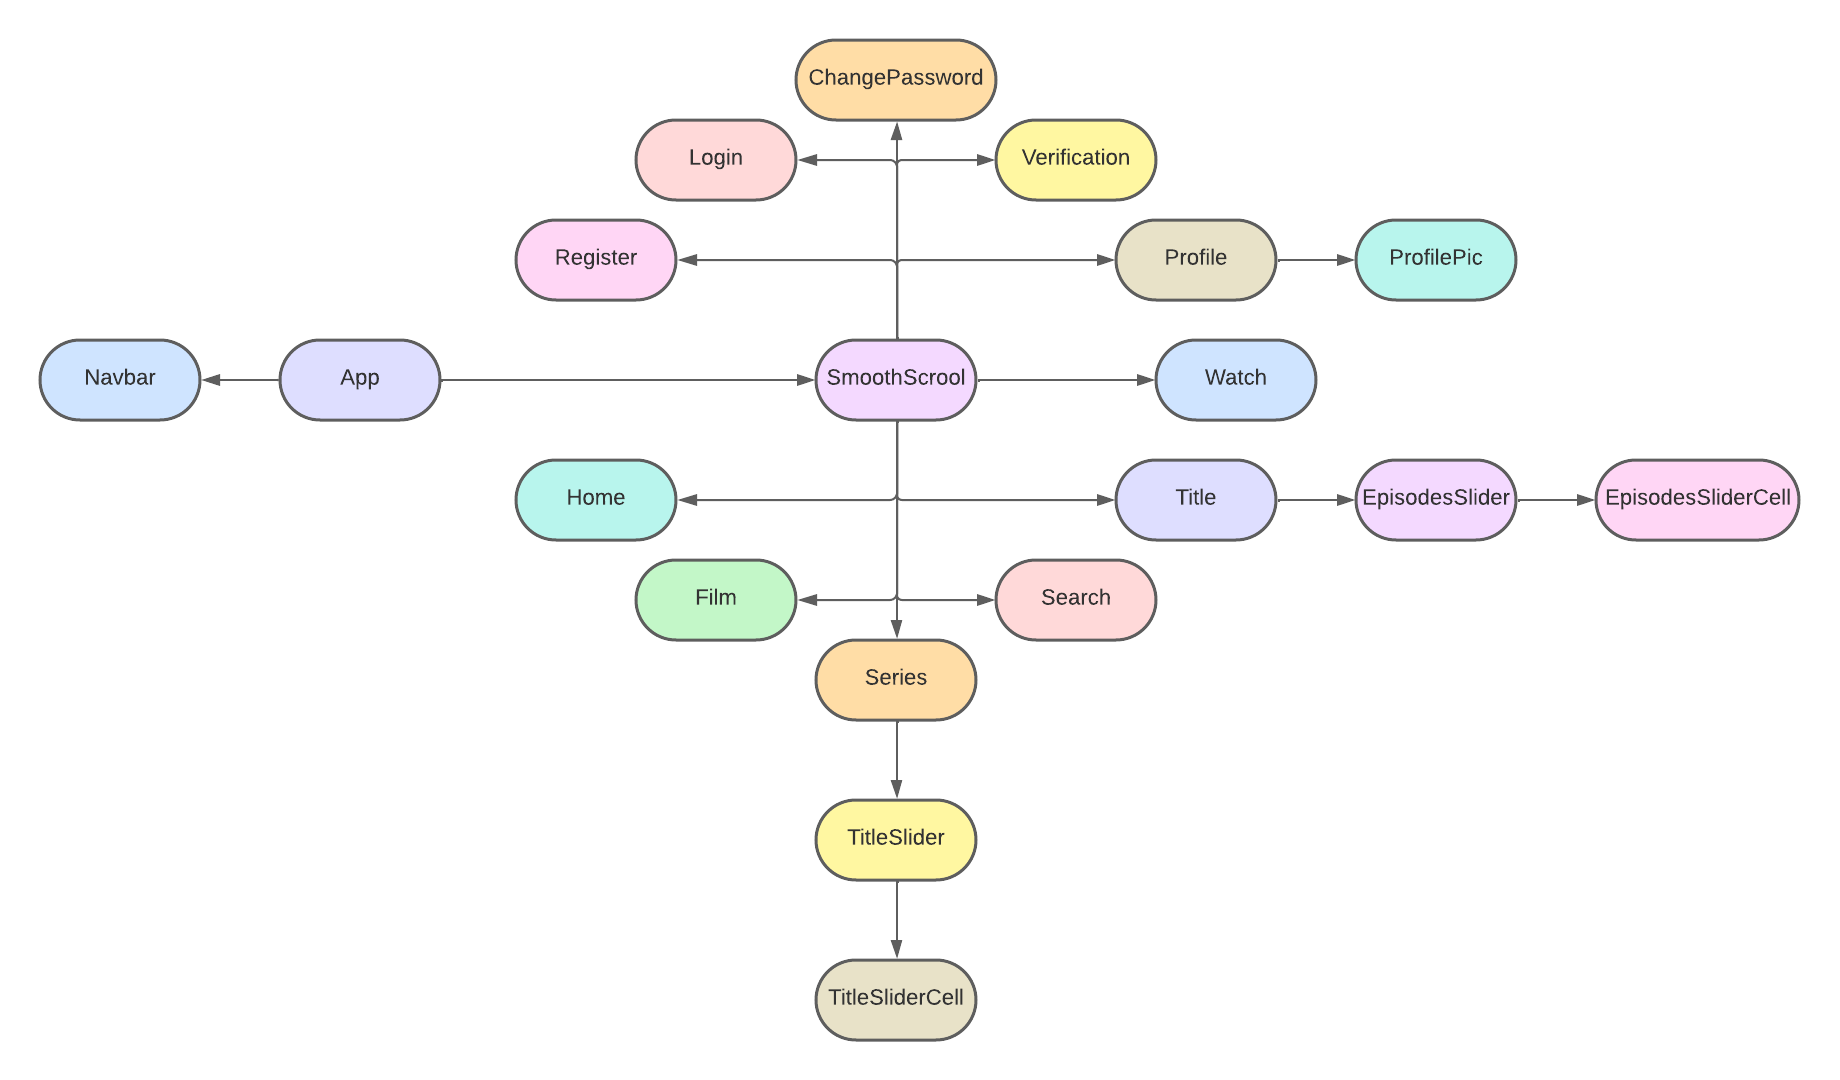 ChangePassword
Login
Verification
Register
Profile
ProfilePic
Navbar
App
SmoothScrool
Watch
Home
Title
EpisodesSlider
EpisodesSliderCell
Film
Search
Series
TitleSlider
TitleSliderCell